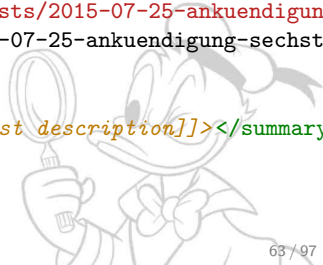 sts/2015-07-25-ankuendigun
-07-25-ankuendigung-sechst
st description]]></summary
63 / 97